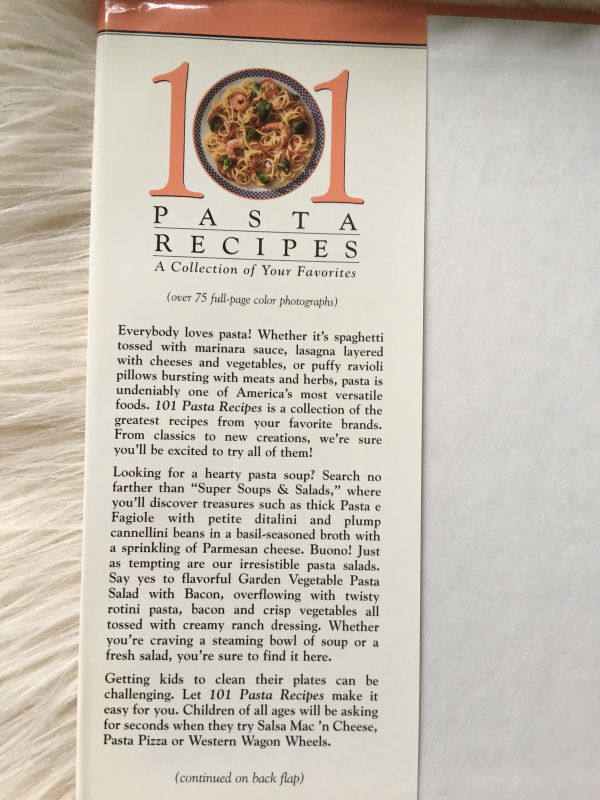 101
PASTA
RECIPES
A Collection of Your Favorites
(over 75 full-page color photographs)
Everybody loves pasta! Whether it's spaghetti
tossed with marinara sauce, lasagna layered
with cheeses and vegetables, or puffy ravioli
pillows bursting with meats and herbs, pasta is
undeniably one of America's most versatile
foods. 101 Pasta Recipes is a collection of the
greatest recipes from your favorite brands.
From classics to new creations, we're sure
you'll be excited to try all of them!
Looking for a hearty pasta soup? Search no
farther than "Super Soups & Salads," where
you'll discover treasures such as thick Pasta e
Fagiole with petite ditalini and plump
cannellini beans in a basil-seasoned broth with
a sprinkling of Parmesan cheese. Buono! Just
as tempting are our irresistible pasta salads.
Say yes to flavorful Garden Vegetable Pasta
Salad with Bacon, overflowing with twisty
rotini pasta, bacon and crisp vegetables all
tossed with creamy ranch dressing. Whether
you're craving a steaming bowl of soup or a
fresh salad, you're sure to find it here.
Getting kids to clean their plates can be
challenging. Let 101 Pasta Recipes make it
easy for you. Children of all ages will be asking
for seconds when they try Salsa Mac 'n Cheese,
Pasta Pizza or Western Wagon Wheels.
(continued on back flap)